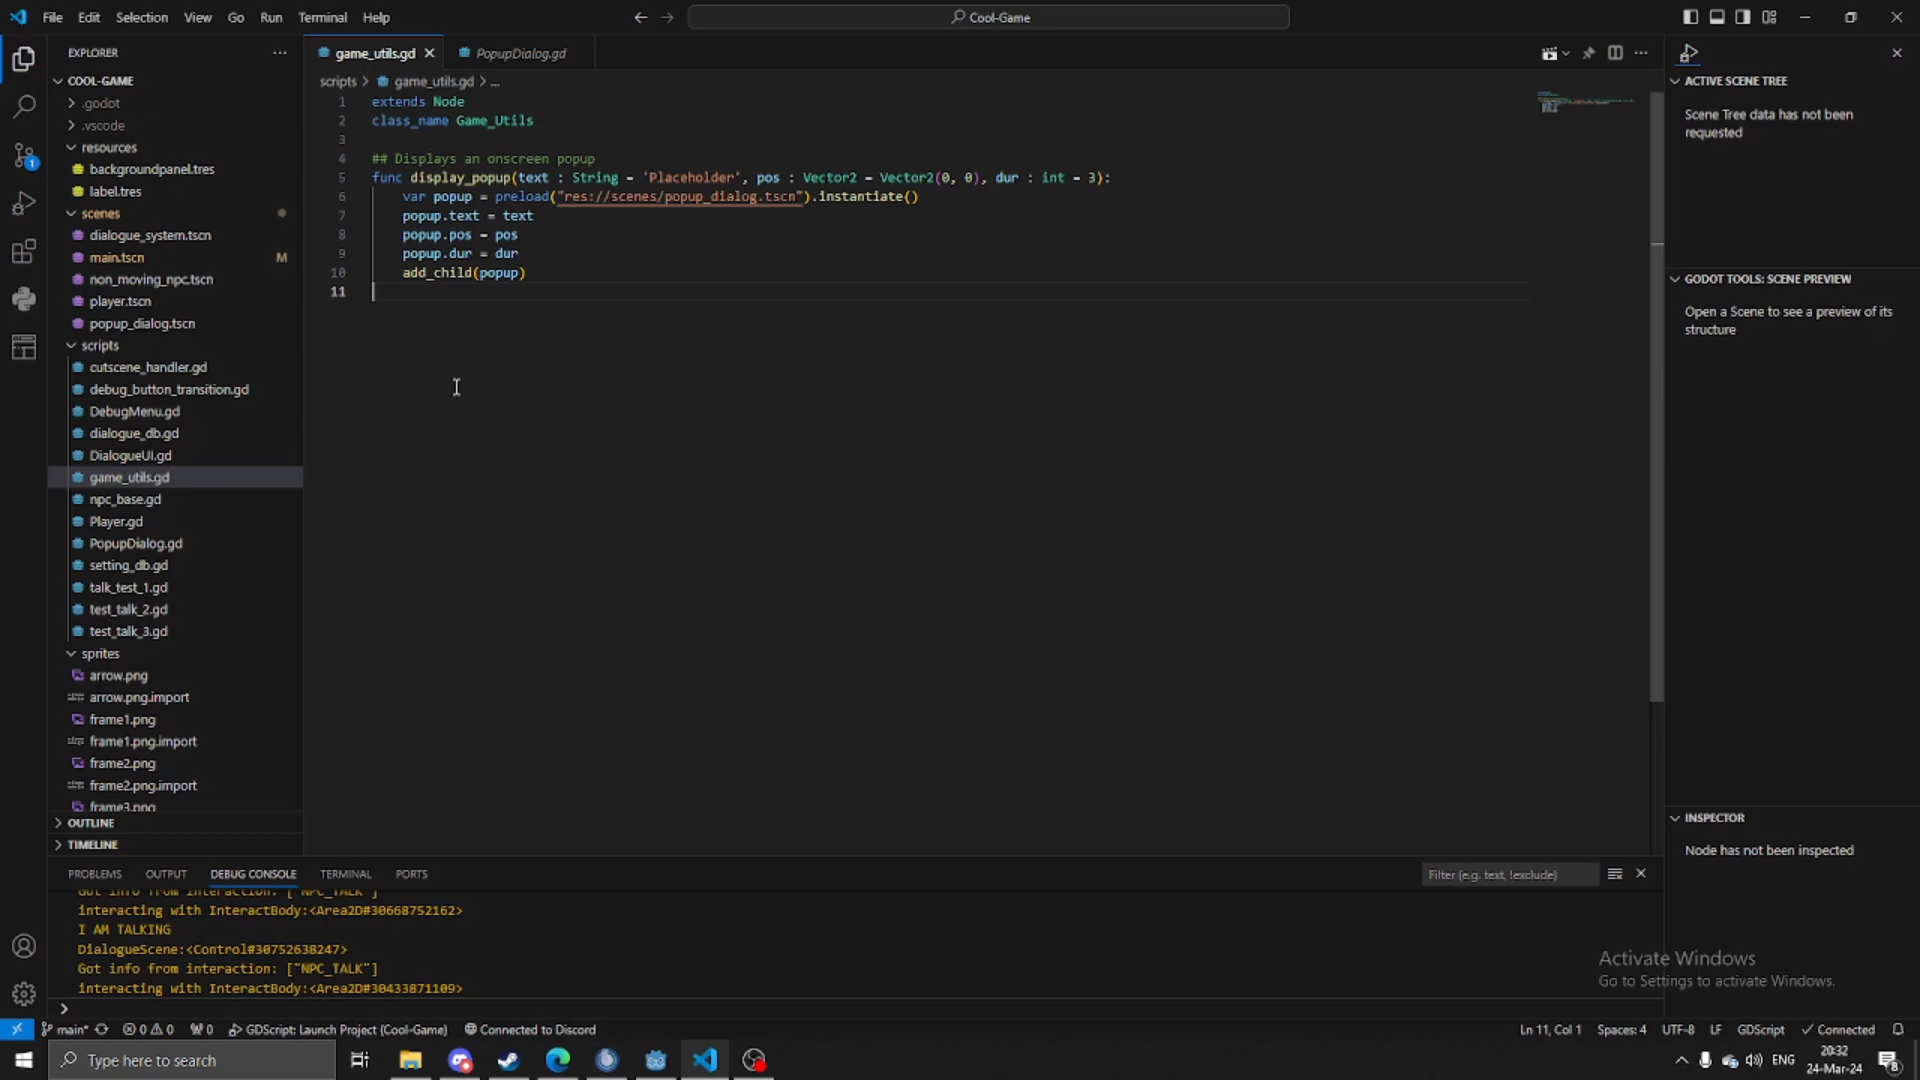 File Edit Selection View Go Run Terminal Help
Cool-Game
EXPLORER
COOL-GAME
.godot
.vscode
resources
backgroundpanel.tres
label.tres
scenes
dialogue_system.tscn
main.tscn M
non_moving_npc.tscn
player.tscn
popup_dialog.tscn
scripts
cutscene_handler.gd
debug_button_transition.gd
DebugMenu.gd
dialogue_db.gd
DialogueUI.gd
game_utils.gd
npc_base.gd
Player.gd
PopupDialog.gd
setting_db.gd
talk_test_1.gd
test_talk_2.gd
test_talk_3.gd
sprites
arrow.png
arrow.png.import
frame1.png
frame1.png.import
frame2.png
frame2.png.import
frame3.png
OUTLINE
TIMELINE
game_utils.gd PopupDialog.gd
scripts > game_utils.gd > ...
1 extends Node
2 class_name Game_Utils
3
4 ## Displays an onscreen popup
5 func display_popup(text : String = 'Placeholder', pos : Vector2 = Vector2(0, 0), dur : int = 3):
6 var popup = preload("res://scenes/popup_dialog.tscn").instantiate()
7 popup.text = text
8 popup.pos = pos
9 popup.dur = dur
10 add_child(popup)
11
ACTIVE SCENE TREE
Scene Tree data has not been
requested
GODOT TOOLS: SCENE PREVIEW
Open a Scene to see a preview of its
structure
INSPECTOR
Node has not been inspected
PROBLEMS OUTPUT DEBUG CONSOLE TERMINAL PORTS
Filter (e.g. text, !exclude)
Got info from interaction: ["NPC_TALK"]
interacting with InteractBody:<Area2D#30668752162>
I AM TALKING
DialogueScene:<Control#30752638247>
Got info from interaction: ["NPC_TALK"]
interacting with InteractBody:<Area2D#30433871109>
Activate Windows
Go to Settings to activate Windows.
main* 0 0 0 GDScript: Launch Project (Cool-Game) Connected to Discord
Ln 11, Col 1 Spaces: 4 UTF-8 LF GDScript Connected
Type here to search
ENG
20:32
24-Mar-24
8
1